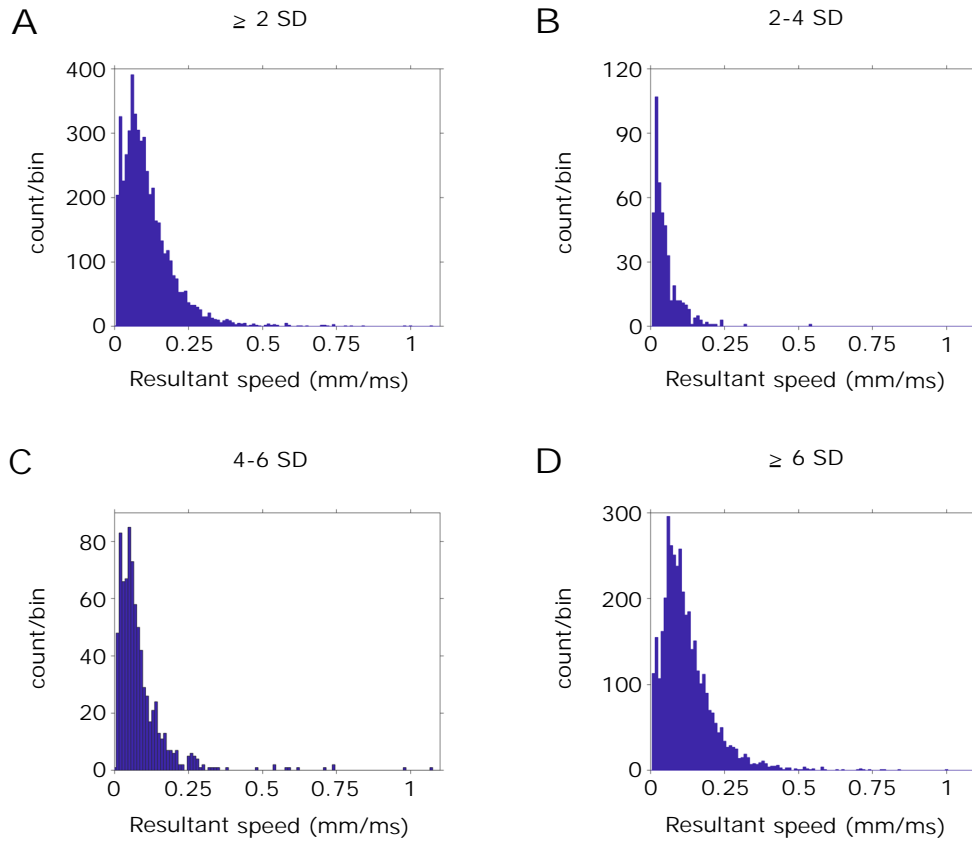 A
≥ 2 SD
400
300
200
100
0
count/bin
0 0.25 0.5 0.75 1
Resultant speed (mm/ms)
B
2-4 SD
120
90
60
30
0
count/bin
0 0.25 0.5 0.75 1
Resultant speed (mm/ms)
C
4-6 SD
80
60
40
20
0
count/bin
0 0.25 0.5 0.75 1
Resultant speed (mm/ms)
D
≥ 6 SD
300
200
100
0
count/bin
0 0.25 0.5 0.75 1
Resultant speed (mm/ms)